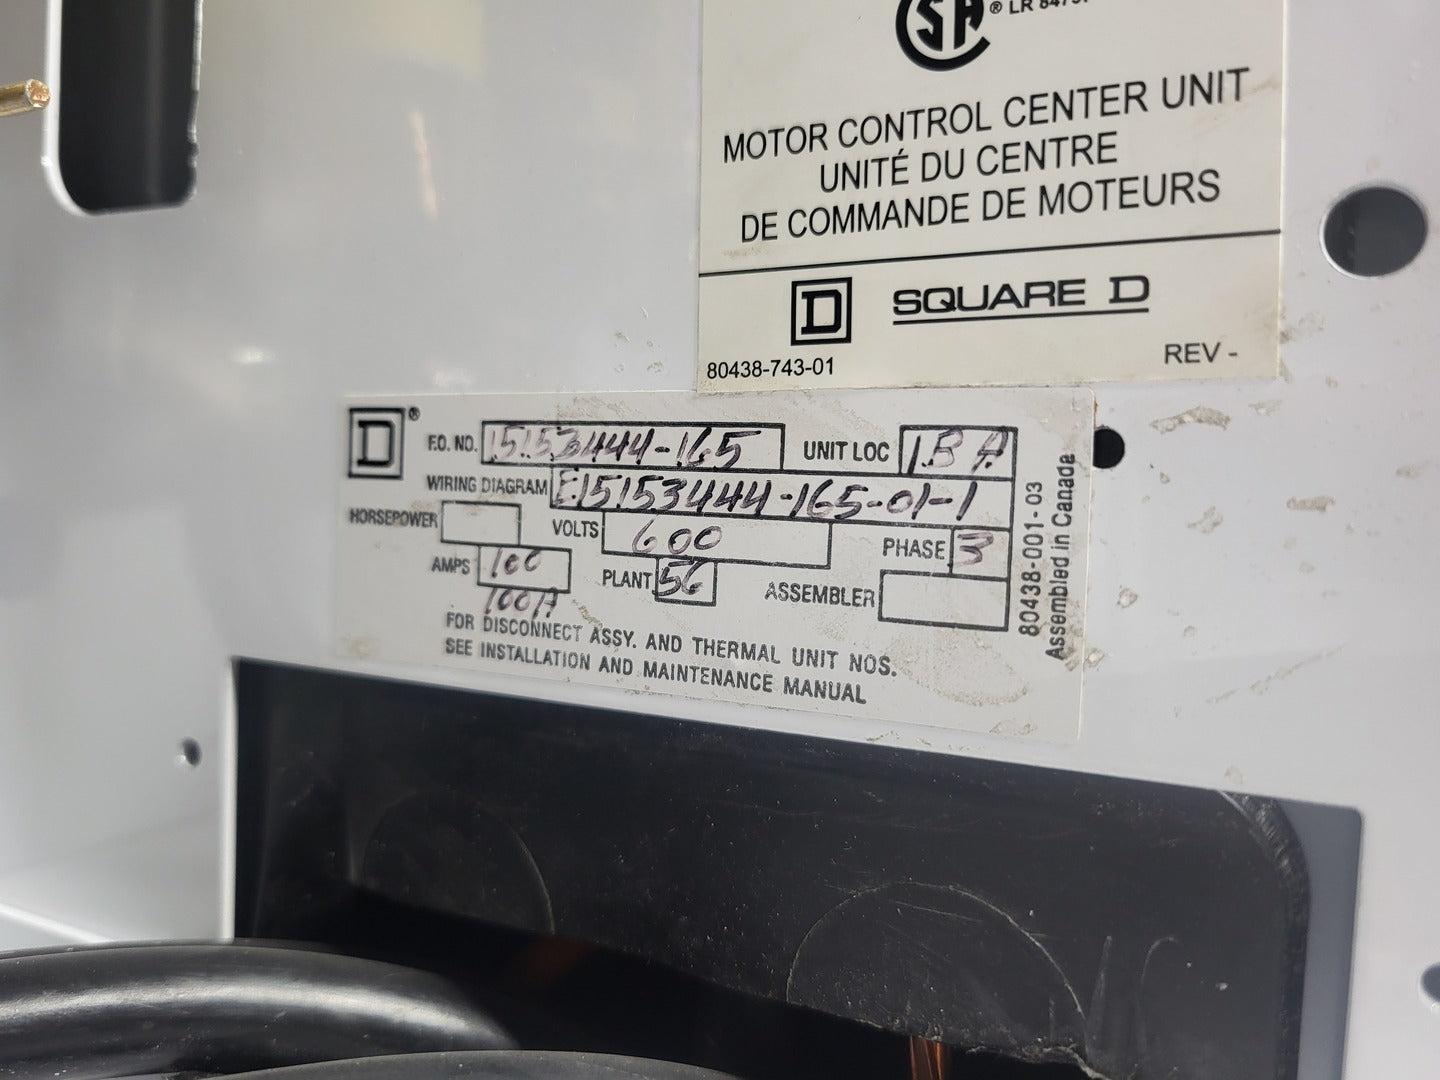 ® LR
MOTOR CONTROL CENTER UNIT
UNITÉ DU CENTRE
DE COMMANDE DE MOTEURS
D SQUARE D
80438-743-01 REV -
D® F.O. NO. 15153444-165 UNIT LOC 1BA
WIRING DIAGRAM E15153444-165-01-1
HORSEPOWER VOLTS 600 PHASE 3
AMPS 100 PLANT 56 ASSEMBLER
100A
FOR DISCONNECT ASSY. AND THERMAL UNIT NOS.
SEE INSTALLATION AND MAINTENANCE MANUAL
80438-001-03
Assembled in Canada